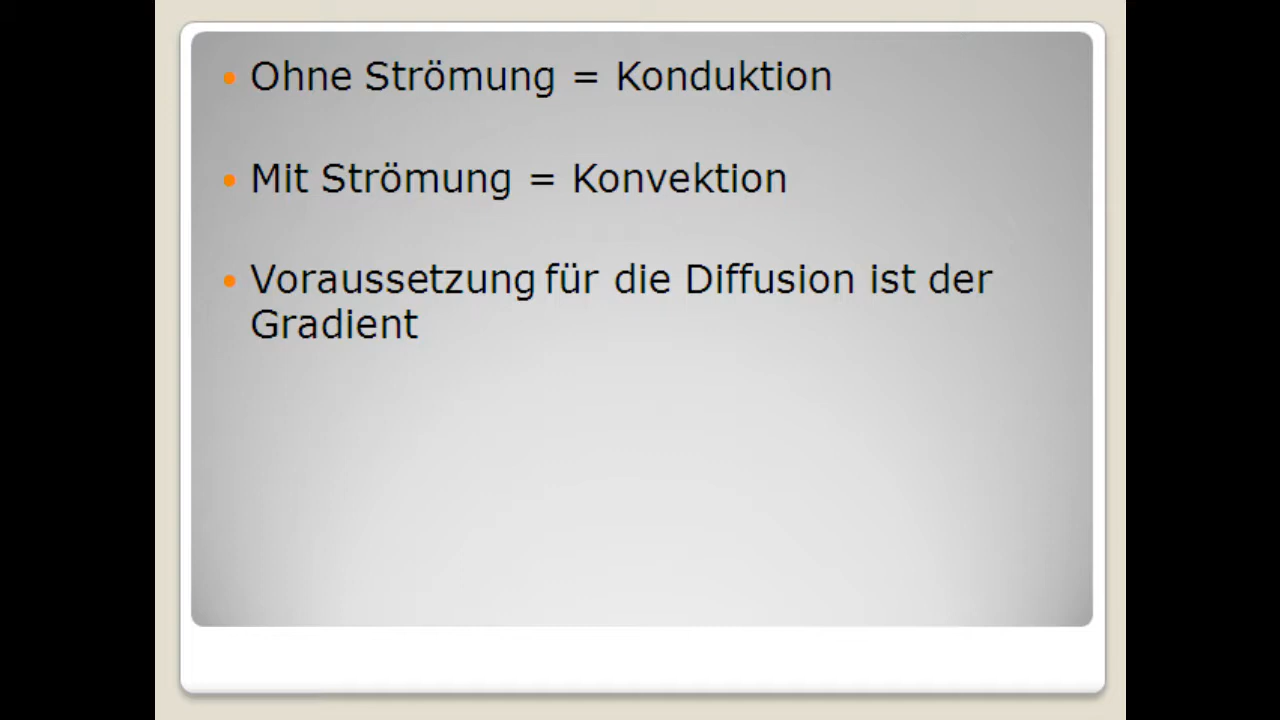 • Ohne Strömung = Konduktion
• Mit Strömung = Konvektion
• Voraussetzung für die Diffusion ist der
Gradient